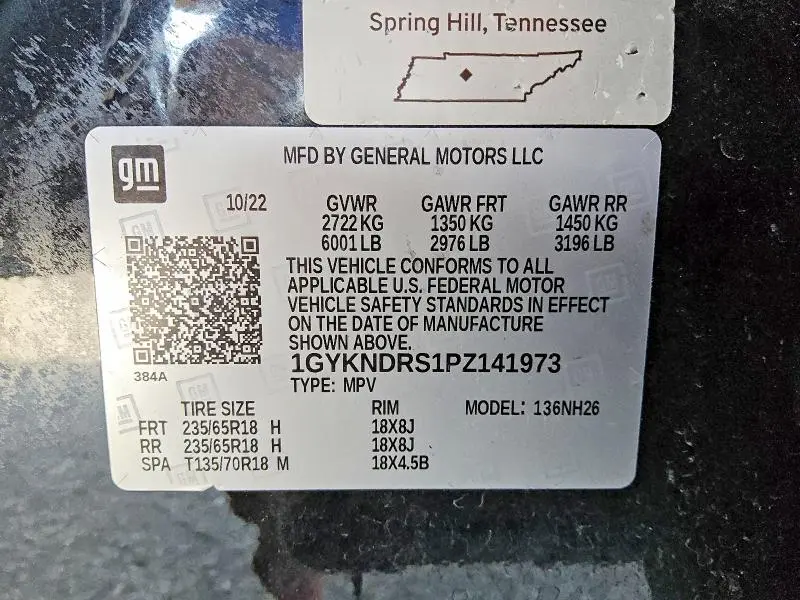 Spring Hill, Tennessee
gm
MFD BY GENERAL MOTORS LLC
10/22 GVWR GAWR FRT GAWR RR
2722 KG 1350 KG 1450 KG
6001 LB 2976 LB 3196 LB
THIS VEHICLE CONFORMS TO ALL
APPLICABLE U.S. FEDERAL MOTOR
VEHICLE SAFETY STANDARDS IN EFFECT
ON THE DATE OF MANUFACTURE
SHOWN ABOVE.
384A
1GYKNDRS1PZ141973
TYPE: MPV
TIRE SIZE RIM MODEL: 136NH26
FRT 235/65R18 H 18X8J
RR 235/65R18 H 18X8J
SPA T135/70R18 M 18X4.5B